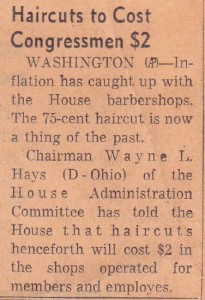 Haircuts to Cost
Congressmen $2
WASHINGTON (AP)—In-
flation has caught up with
the House barbershops.
The 75-cent haircut is now
a thing of the past.
Chairman Wayne L.
Hays (D-Ohio) of the
House Administration
Committee has told the
House that haircuts
henceforth will cost $2 in
the shops operated for
members and employes.